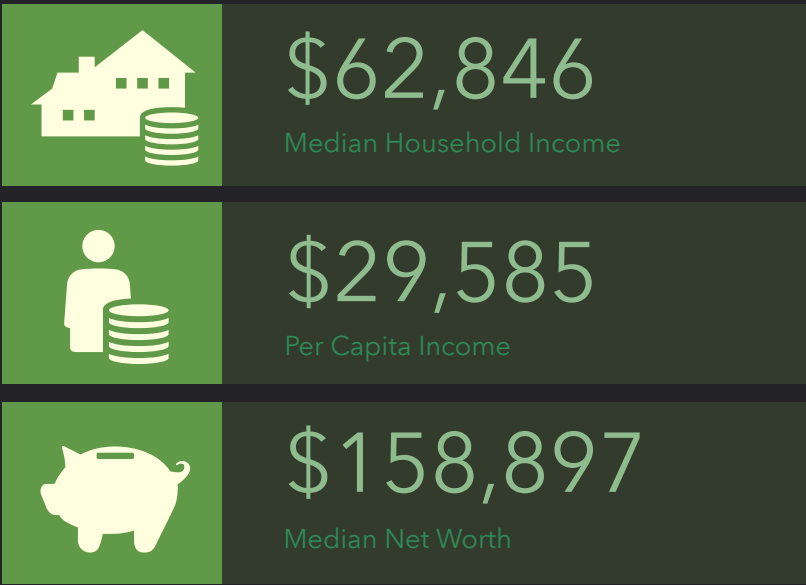 $62,846
Median Household Income
$29,585
Per Capita Income
$158,897
Median Net Worth